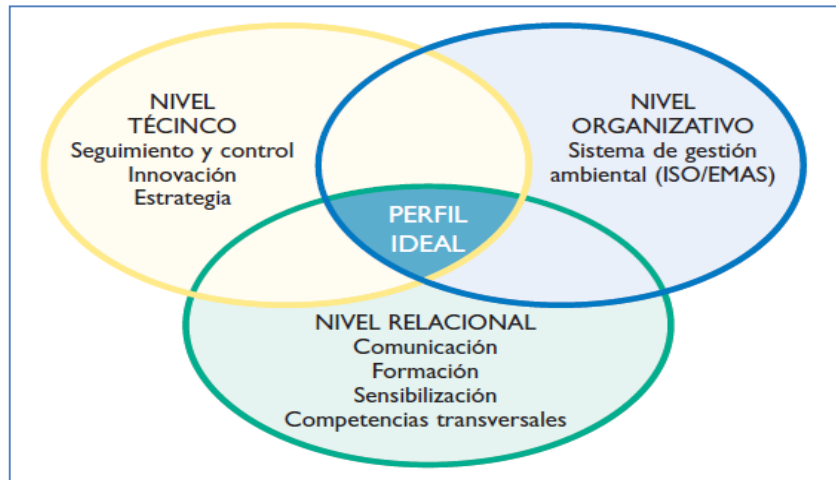 NIVEL
TÉCINCO
Seguimiento y control
Innovación
Estrategia
NIVEL
ORGANIZATIVO
Sistema de gestión
ambiental (ISO/EMAS)
PERFIL
IDEAL
NIVEL RELACIONAL
Comunicación
Formación
Sensibilización
Competencias transversales